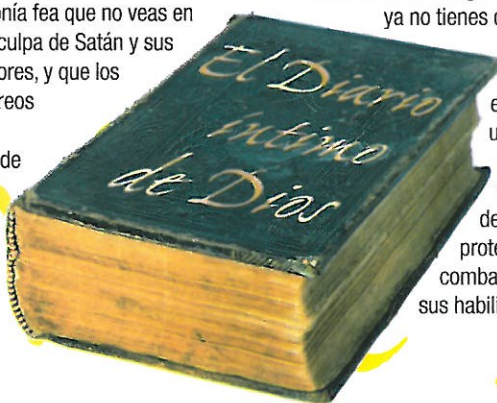 onía fea que no veas en
culpa de Satán y sus
ores, y que los
reos
de
El Diario
íntimo
de Dios
ya no tienes
e
u
de
prote
comba
sus habili